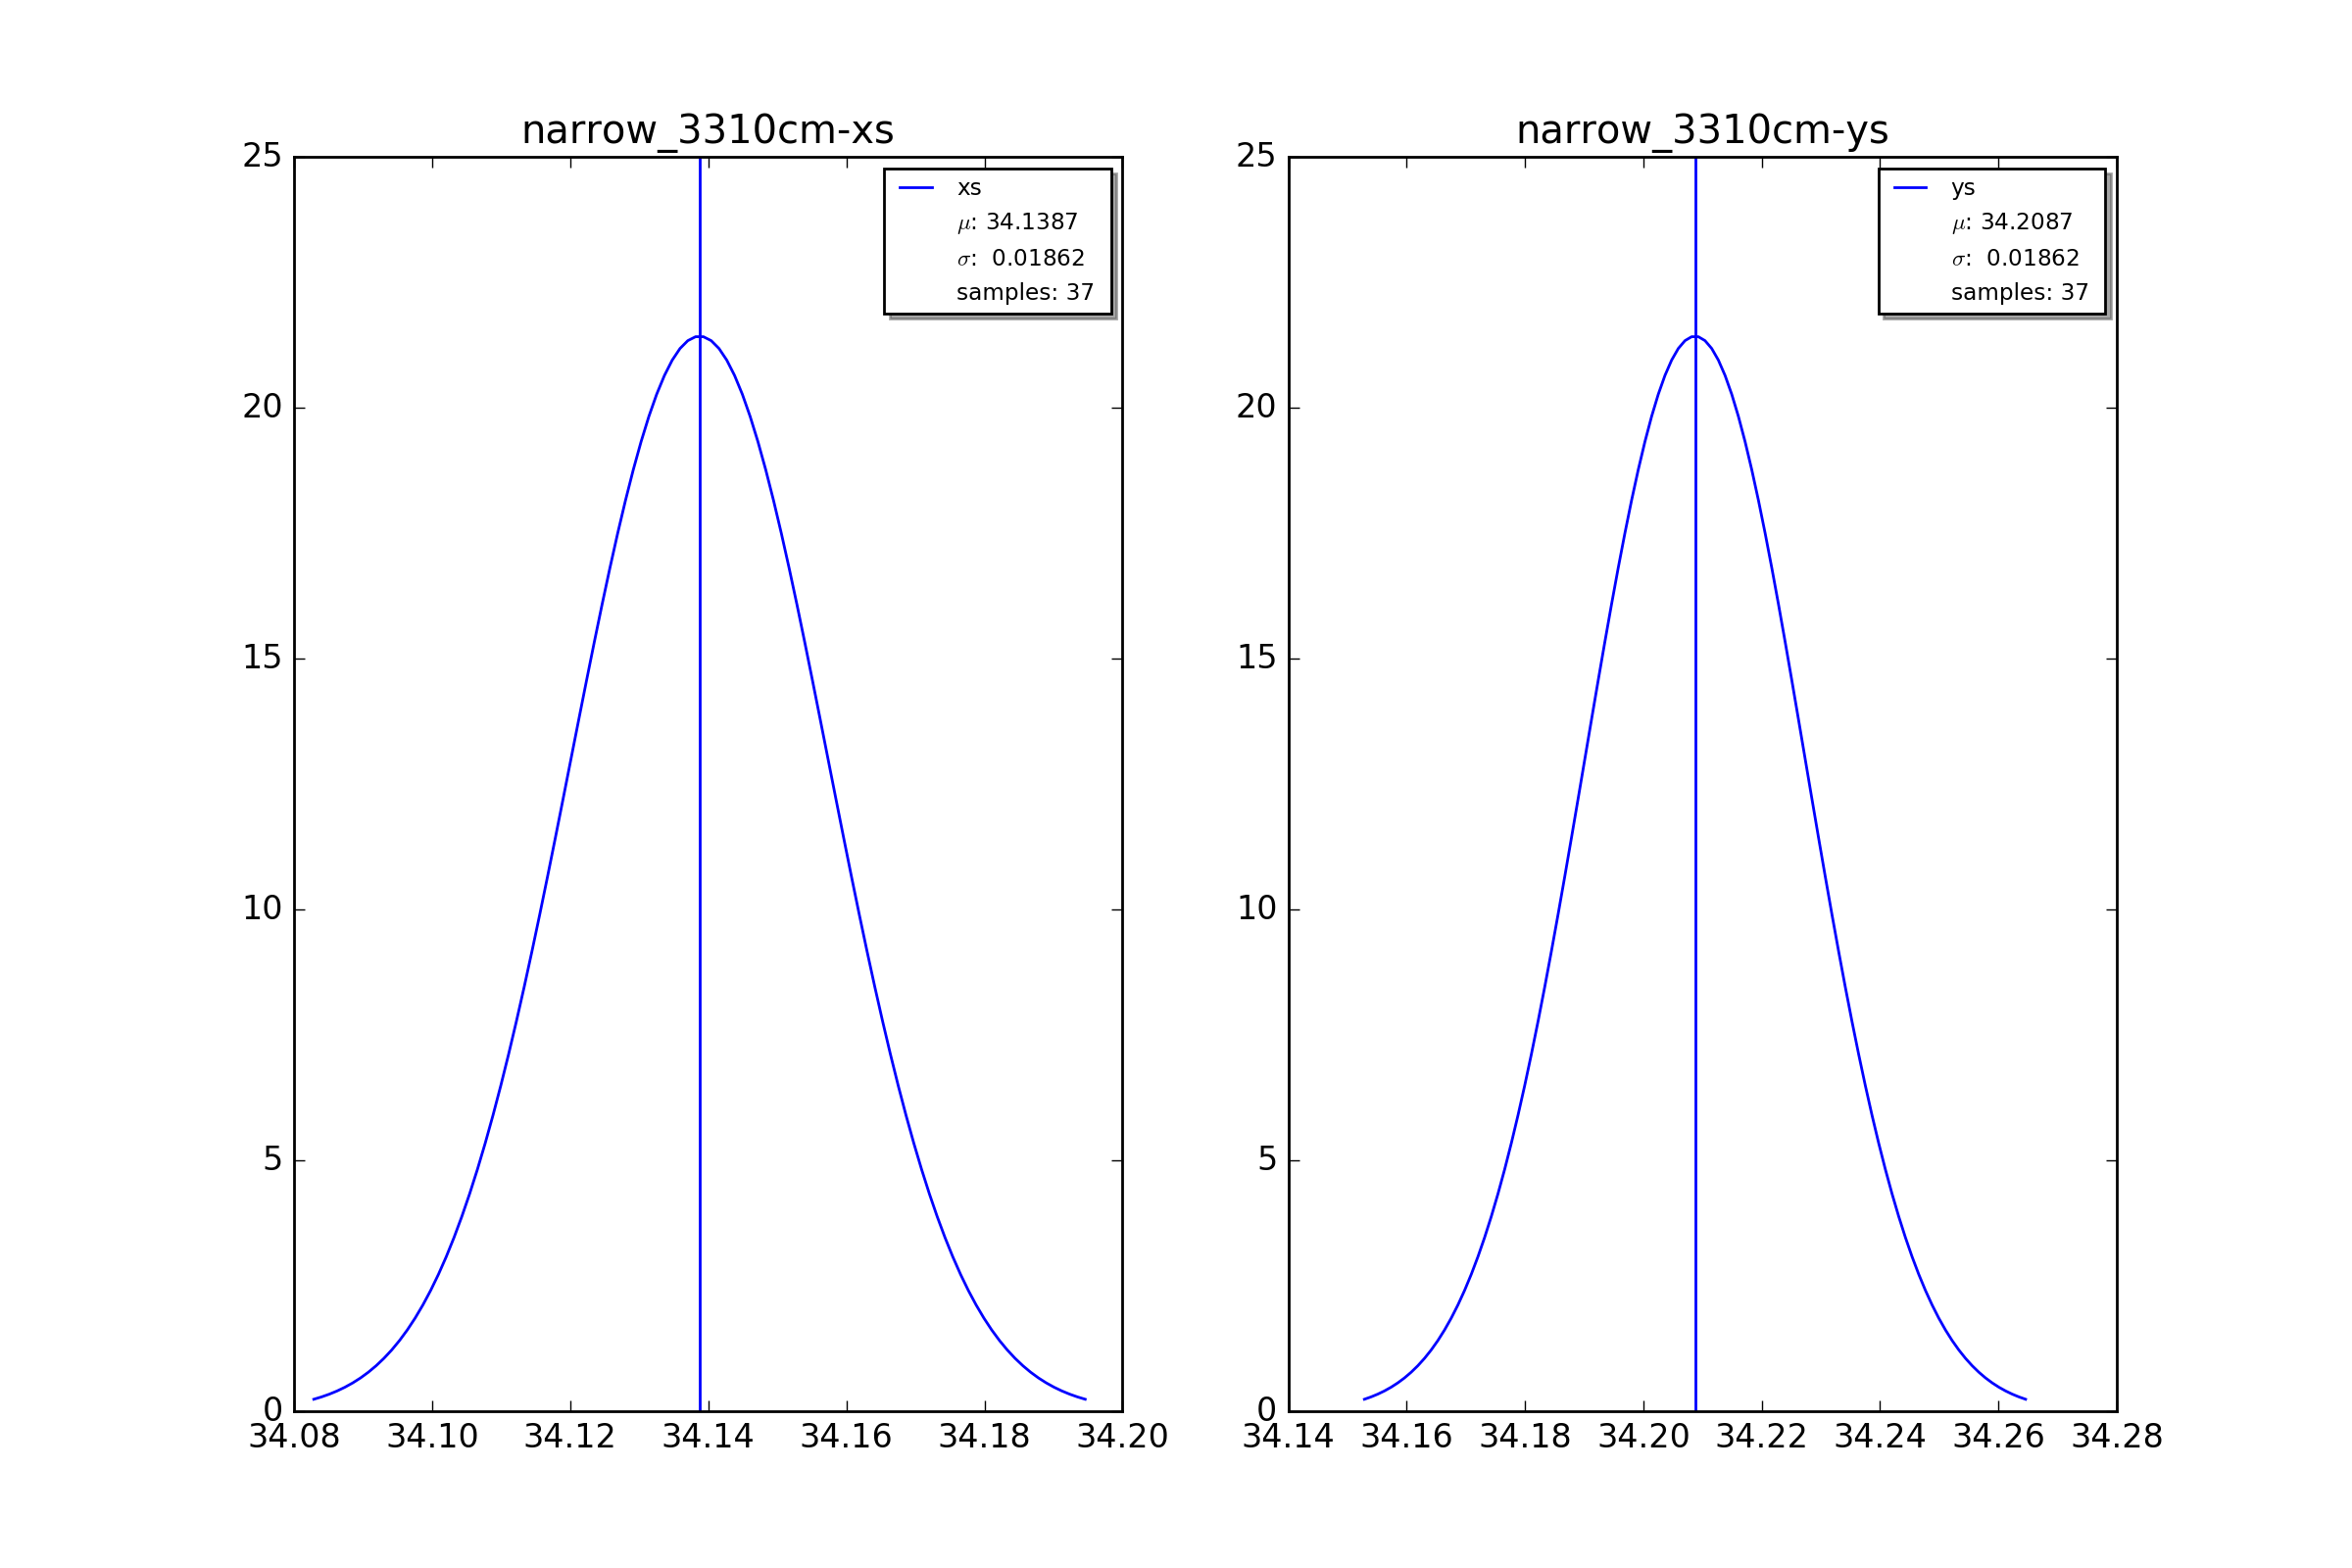 narrow_3310cm-xs
25
20
15
10
5
0
34.08 34.10 34.12 34.14 34.16 34.18 34.20
xs
μ: 34.1387
σ: 0.01862
samples: 37
narrow_3310cm-ys
25
20
15
10
5
0
34.14 34.16 34.18 34.20 34.22 34.24 34.26 34.28
ys
μ: 34.2087
σ: 0.01862
samples: 37